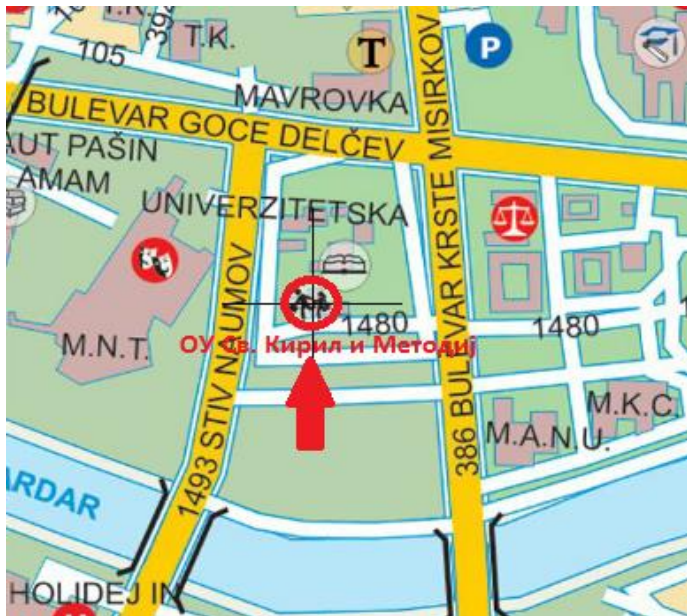 T.K.
105
394
T
P
MAVROVKA
BULEVAR GOCE DELČEV
AUT PAŠIN
AMAM
UNIVERZITETSKA
386 BULEVAR KRSTE MISIRKOV
1493 STIV NAUMOV
M.N.T.
1480
1480
ОУ Св. Кирил и Методиј
M.K.C.
M.A.N.U.
ARDAR
HOLIDEJ IN